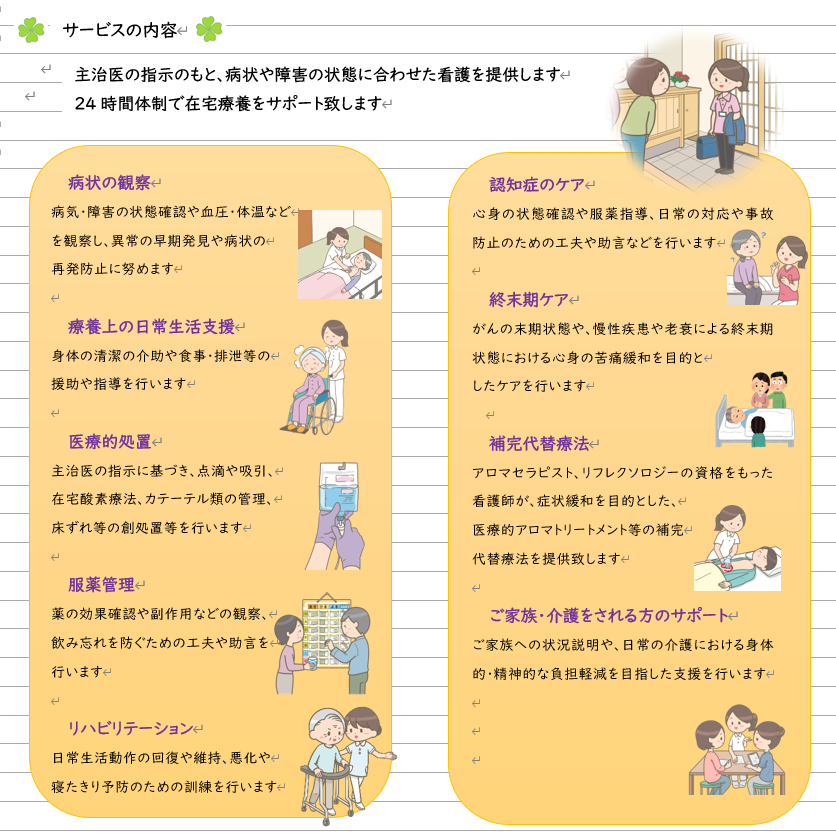 サービスの内容
主治医の指示のもと、病状や障害の状態に合わせた看護を提供します
24時間体制で在宅療養をサポート致します
病状の観察
病気・障害の状態確認や血圧・体温など
を観察し、異常の早期発見や病状の
再発防止に努めます
療養上の日常生活支援
身体の清潔の介助や食事・排泄等の
援助や指導を行います
医療的処置
主治医の指示に基づき、点滴や吸引、
在宅酸素療法、カテーテル類の管理、
床ずれ等の創処置等を行います
服薬管理
薬の効果確認や副作用などの観察、
飲み忘れを防ぐための工夫や助言を
行います
リハビリテーション
日常生活動作の回復や維持、悪化や
寝たきり予防のための訓練を行います
認知症のケア
心身の状態確認や服薬指導、日常の対応や事故
防止のための工夫や助言などを行います
終末期ケア
がんの末期状態や、慢性疾患や老衰による終末期
状態における心身の苦痛緩和を目的と
したケアを行います
補完代替療法
アロマセラピスト、リフレクソロジーの資格をもった
看護師が、症状緩和を目的とした、
医療的アロマトリートメント等の補完
代替療法を提供致します
ご家族・介護をされる方のサポート
ご家族への状況説明や、日常の介護における身体
的・精神的な負担軽減を目指した支援を行います